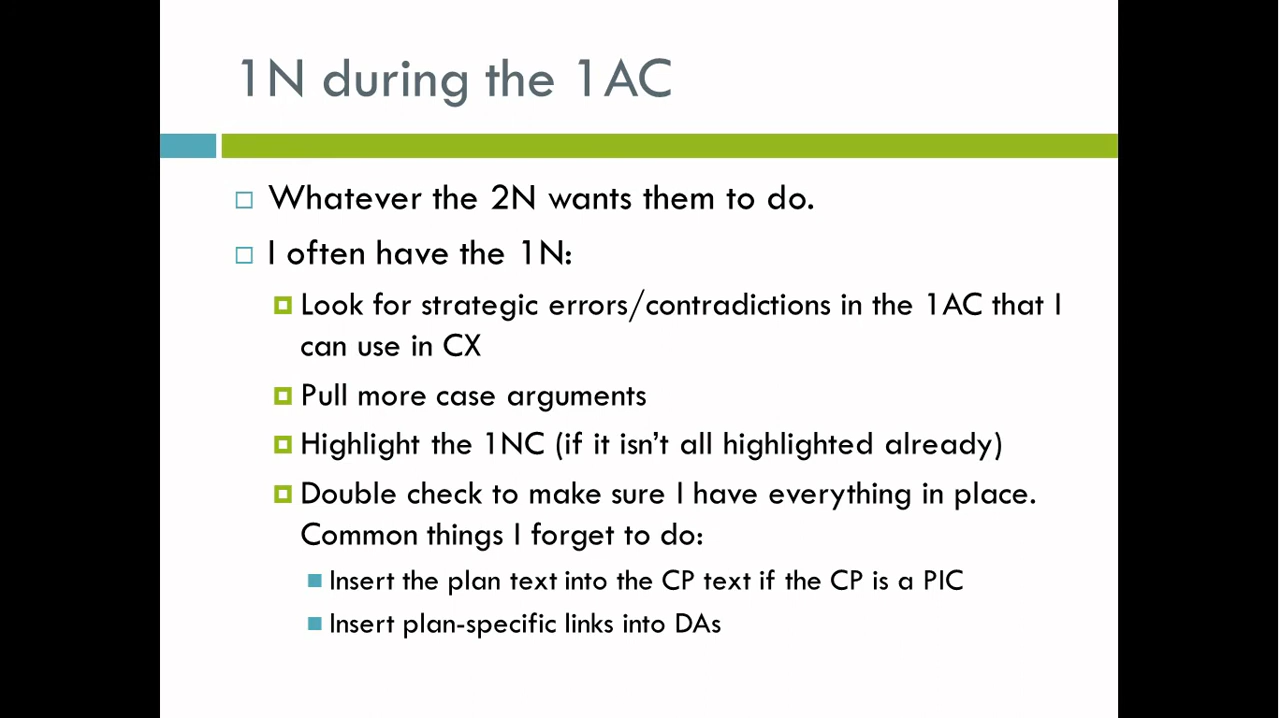 1N during the 1AC
Whatever the 2N wants them to do.
I often have the 1N:
Look for strategic errors/contradictions in the 1AC that I
can use in CX
Pull more case arguments
Highlight the 1NC (if it isn’t all highlighted already)
Double check to make sure I have everything in place.
Common things I forget to do:
Insert the plan text into the CP text if the CP is a PIC
Insert plan-specific links into DAs